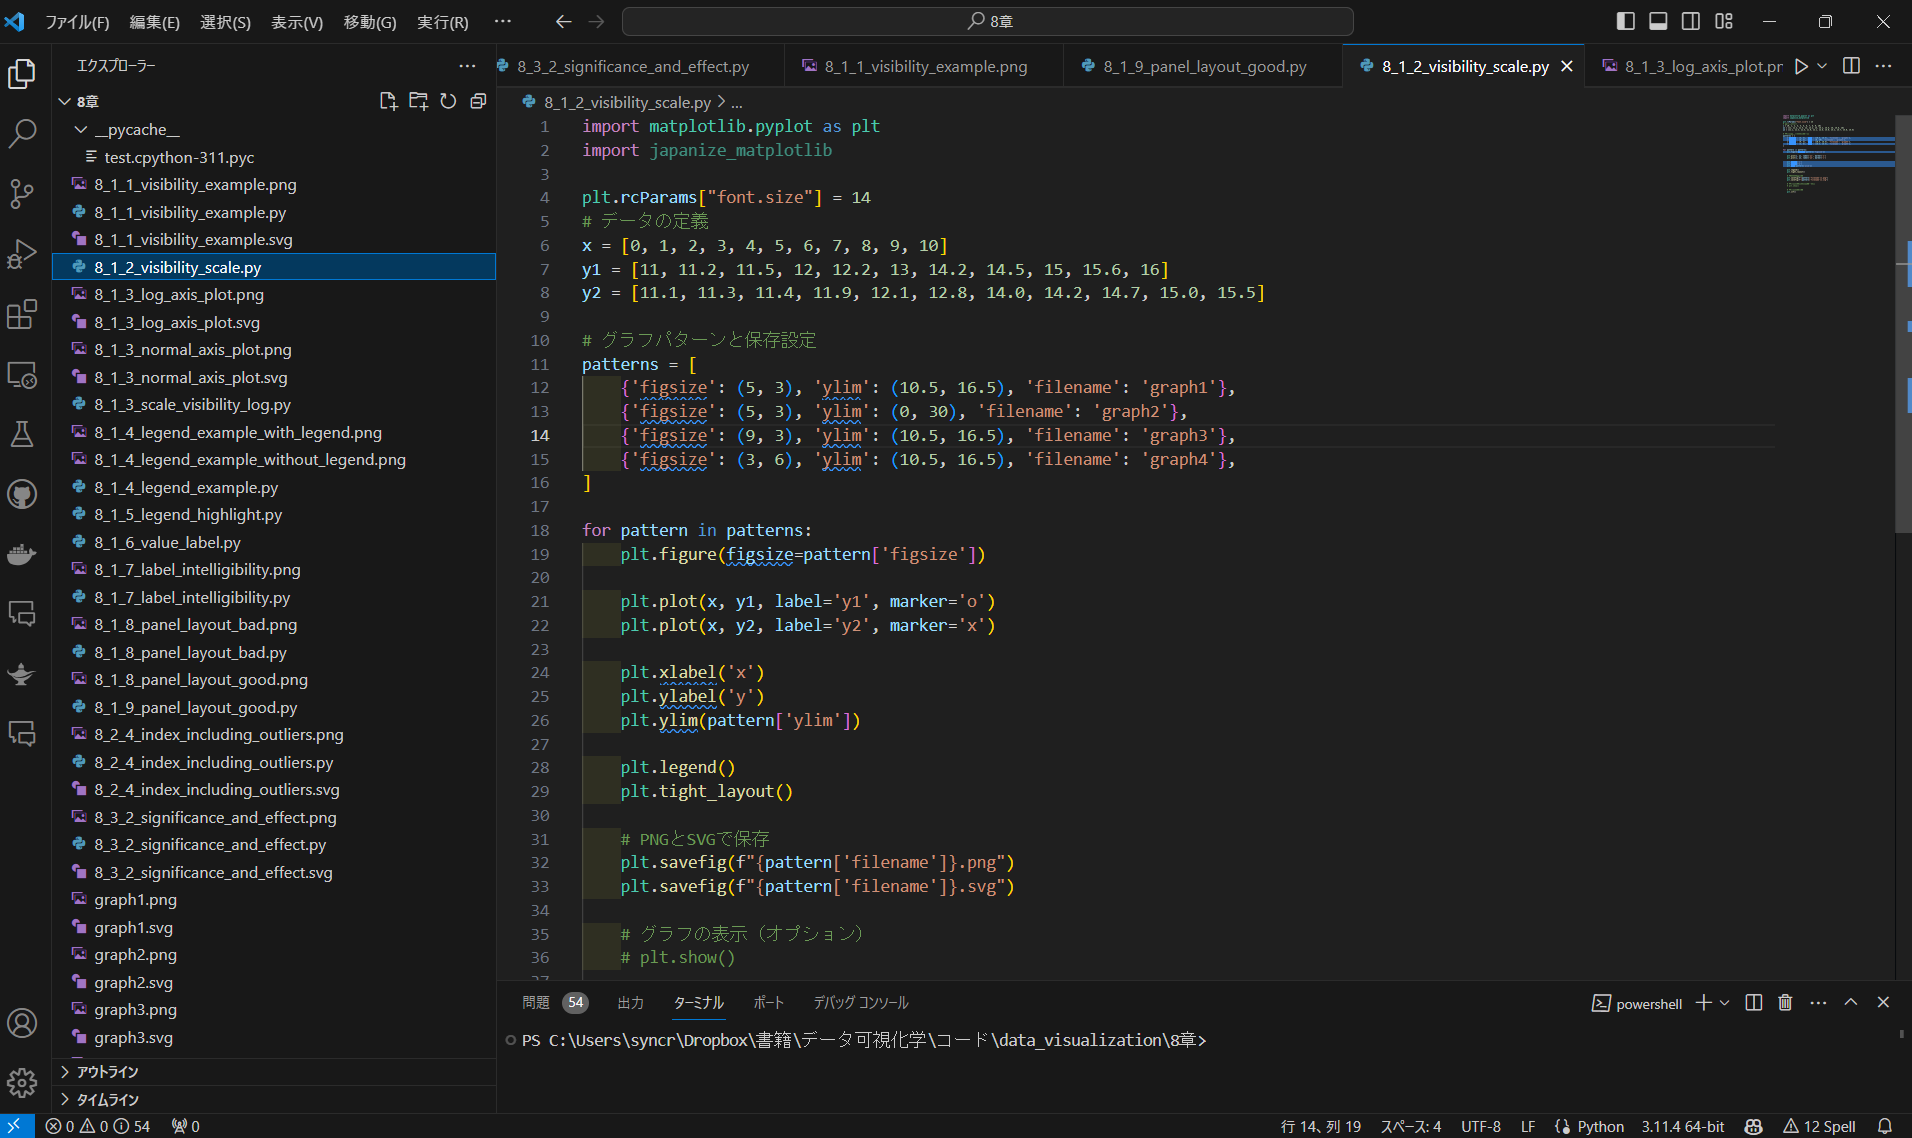 ファイル(F) 編集(E) 選択(S) 表示(V) 移動(G) 実行(R) ··· 8章
エクスプローラー
8章
__pycache__
test.cpython-311.pyc
8_1_1_visibility_example.png
8_1_1_visibility_example.py
8_1_1_visibility_example.svg
8_1_2_visibility_scale.py
8_1_3_log_axis_plot.png
8_1_3_log_axis_plot.svg
8_1_3_normal_axis_plot.png
8_1_3_normal_axis_plot.svg
8_1_3_scale_visibility_log.py
8_1_4_legend_example_with_legend.png
8_1_4_legend_example_without_legend.png
8_1_4_legend_example.py
8_1_5_legend_highlight.py
8_1_6_value_label.py
8_1_7_label_intelligibility.png
8_1_7_label_intelligibility.py
8_1_8_panel_layout_bad.png
8_1_8_panel_layout_bad.py
8_1_8_panel_layout_good.png
8_1_9_panel_layout_good.py
8_2_4_index_including_outliers.png
8_2_4_index_including_outliers.py
8_2_4_index_including_outliers.svg
8_3_2_significance_and_effect.png
8_3_2_significance_and_effect.py
8_3_2_significance_and_effect.svg
graph1.png
graph1.svg
graph2.png
graph2.svg
graph3.png
graph3.svg
アウトライン
タイムライン
8_3_2_significance_and_effect.py 8_1_1_visibility_example.png 8_1_9_panel_layout_good.py 8_1_2_visibility_scale.py 8_1_3_log_axis_plot.pr
8_1_2_visibility_scale.py > ...
1 import matplotlib.pyplot as plt
2 import japanize_matplotlib
3
4 plt.rcParams["font.size"] = 14
5 # データの定義
6 x = [0, 1, 2, 3, 4, 5, 6, 7, 8, 9, 10]
7 y1 = [11, 11.2, 11.5, 12, 12.2, 13, 14.2, 14.5, 15, 15.6, 16]
8 y2 = [11.1, 11.3, 11.4, 11.9, 12.1, 12.8, 14.0, 14.2, 14.7, 15.0, 15.5]
9
10 # グラフパターンと保存設定
11 patterns = [
12     {'figsize': (5, 3), 'ylim': (10.5, 16.5), 'filename': 'graph1'},
13     {'figsize': (5, 3), 'ylim': (0, 30), 'filename': 'graph2'},
14     {'figsize': (9, 3), 'ylim': (10.5, 16.5), 'filename': 'graph3'},
15     {'figsize': (3, 6), 'ylim': (10.5, 16.5), 'filename': 'graph4'},
16 ]
17
18 for pattern in patterns:
19     plt.figure(figsize=pattern['figsize'])
20
21     plt.plot(x, y1, label='y1', marker='o')
22     plt.plot(x, y2, label='y2', marker='x')
23
24     plt.xlabel('x')
25     plt.ylabel('y')
26     plt.ylim(pattern['ylim'])
27
28     plt.legend()
29     plt.tight_layout()
30
31     # PNGとSVGで保存
32     plt.savefig(f"{pattern['filename']}.png")
33     plt.savefig(f"{pattern['filename']}.svg")
34
35     # グラフの表示（オプション）
36     # plt.show()
37
問題 54 出力 ターミナル ポート デバッグ コンソール powershell
PS C:\Users\syncr\Dropbox\書籍\データ可視化学\コード\data_visualization\8章>
0 0 54 0 行 14、列 19 スペース: 4 UTF-8 LF Python 3.11.4 64-bit 12 Spell